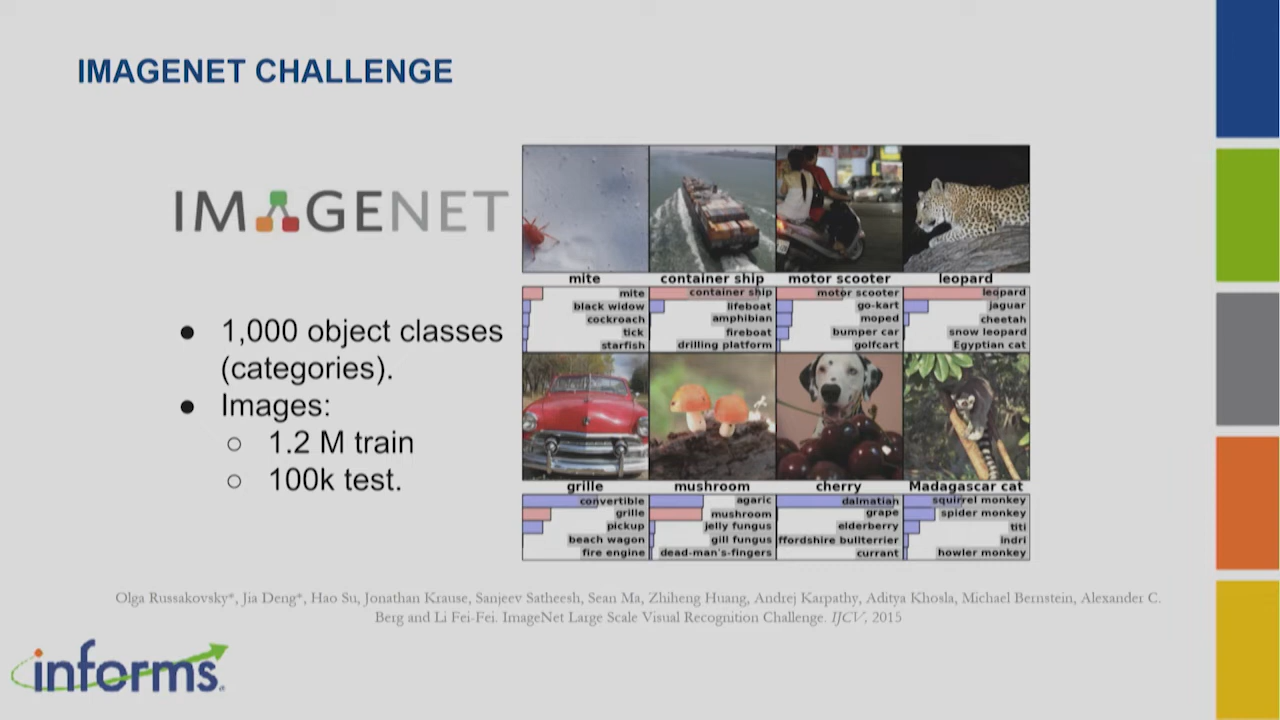 IMAGENET CHALLENGE
IMAGENET
● 1,000 object classes
(categories).
● Images:
○ 1.2 M train
○ 100k test.
mite container ship motor scooter leopard
mite container ship motor scooter leopard
black widow lifeboat go-kart jaguar
cockroach amphibian moped cheetah
tick fireboat bumper car snow leopard
starfish drilling platform golfcart Egyptian cat
grille mushroom cherry Madagascar cat
convertible agaric dalmatian squirrel monkey
grille mushroom grape spider monkey
pickup jelly fungus elderberry titi
beach wagon gill fungus ffordshire bullterrier indri
fire engine dead-man's-fingers currant howler monkey
Olga Russakovsky*, Jia Deng*, Hao Su, Jonathan Krause, Sanjeev Satheesh, Sean Ma, Zhiheng Huang, Andrej Karpathy, Aditya Khosla, Michael Bernstein, Alexander C.
Berg and Li Fei-Fei. ImageNet Large Scale Visual Recognition Challenge. IJCV, 2015
informs